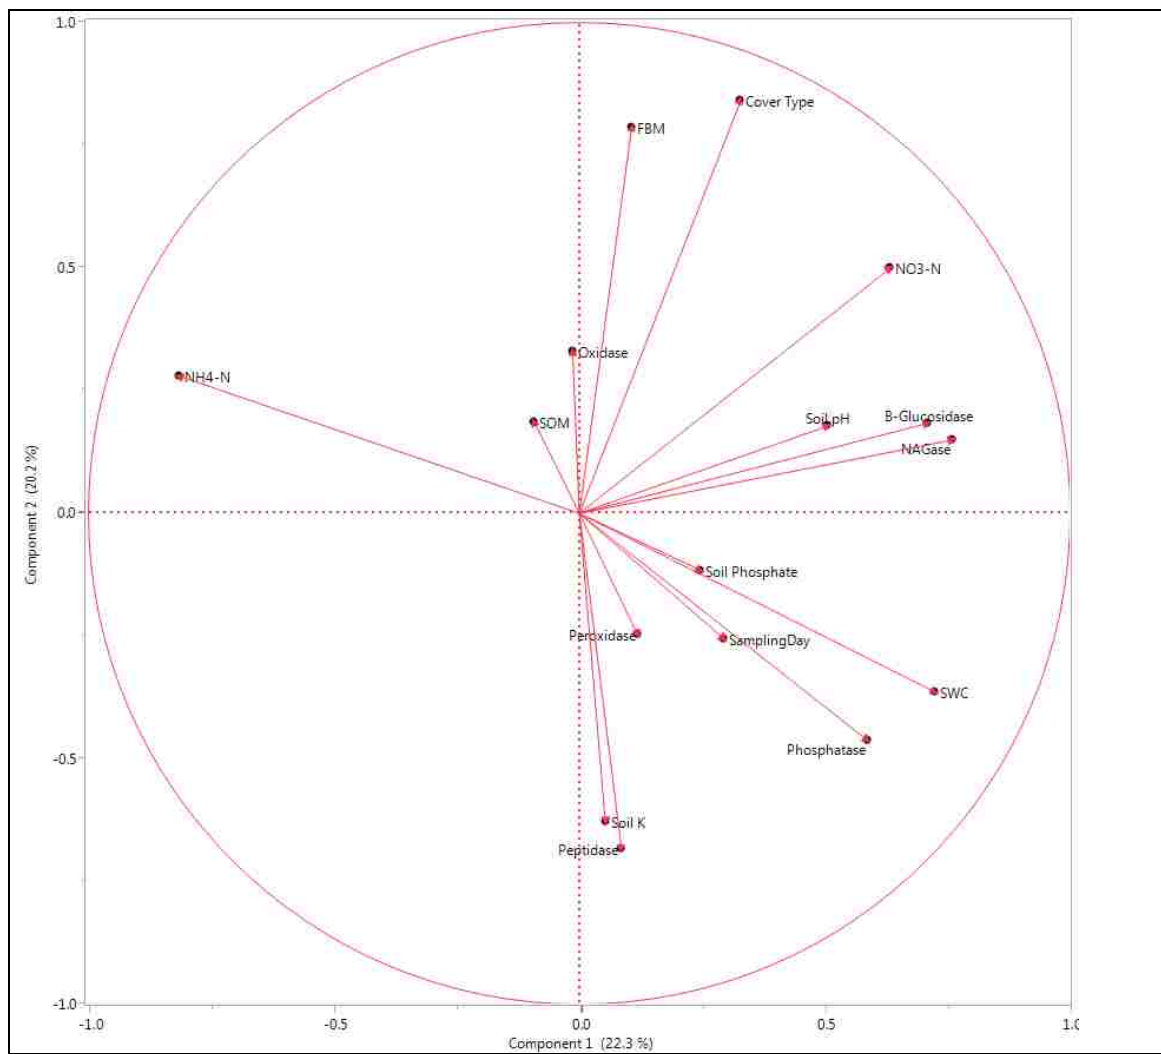 1.0
Cover Type
FBM
0.5
NO3-N
Oxidase
NH4-N
SOM
Soil pH
B-Glucosidase
NAGase
0.0
Soil Phosphate
Peroxidase
SamplingDay
SWC
-0.5
Phosphatase
Soil K
Peptidase
-1.0
-1.0 -0.5 0.0 0.5 1.0
Component 1 (22.3 %)
Component 2 (20.2 %)